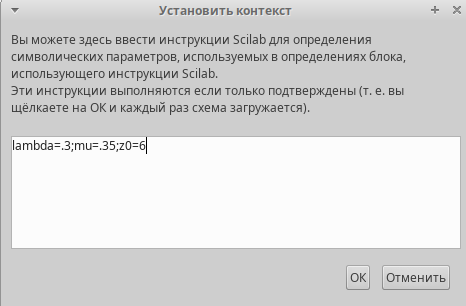 Установить контекст
Вы можете здесь ввести инструкции Scilab для определения
символических параметров, используемых в определениях блока,
использующего инструкции Scilab.
Эти инструкции выполняются если только подтверждены (т. е. вы
щёлкаете на ОК и каждый раз схема загружается).
lambda=.3;mu=.35;z0=6
ОК Отменить